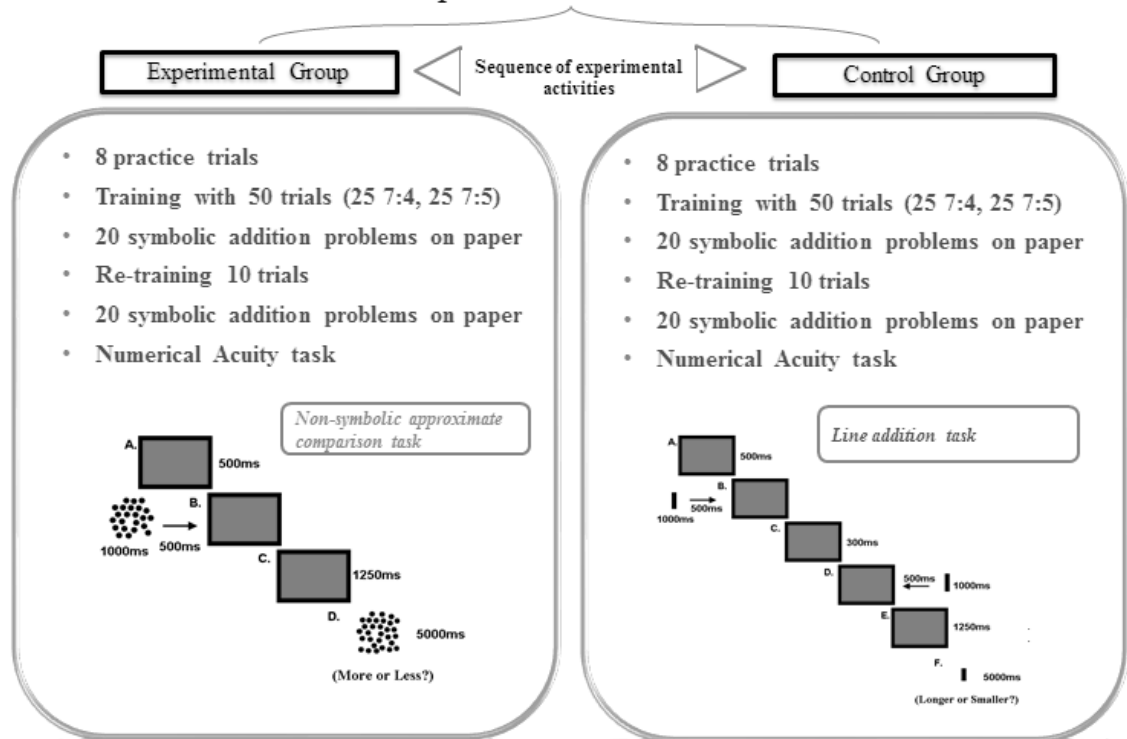 Experimental Group
Sequence of experimental
activities
Control Group
• 8 practice trials
• Training with 50 trials (25 7:4, 25 7:5)
• 20 symbolic addition problems on paper
• Re-training 10 trials
• 20 symbolic addition problems on paper
• Numerical Acuity task
Non-symbolic approximate
comparison task
A.
500ms
B.
1000ms
500ms
C.
1250ms
D.
5000ms
(More or Less?)
• 8 practice trials
• Training with 50 trials (25 7:4, 25 7:5)
• 20 symbolic addition problems on paper
• Re-training 10 trials
• 20 symbolic addition problems on paper
• Numerical Acuity task
Line addition task
A.
500ms
B.
1000ms
500ms
C.
300ms
D.
500ms
1000ms
E.
1250ms
F.
5000ms
(Longer or Smaller?)